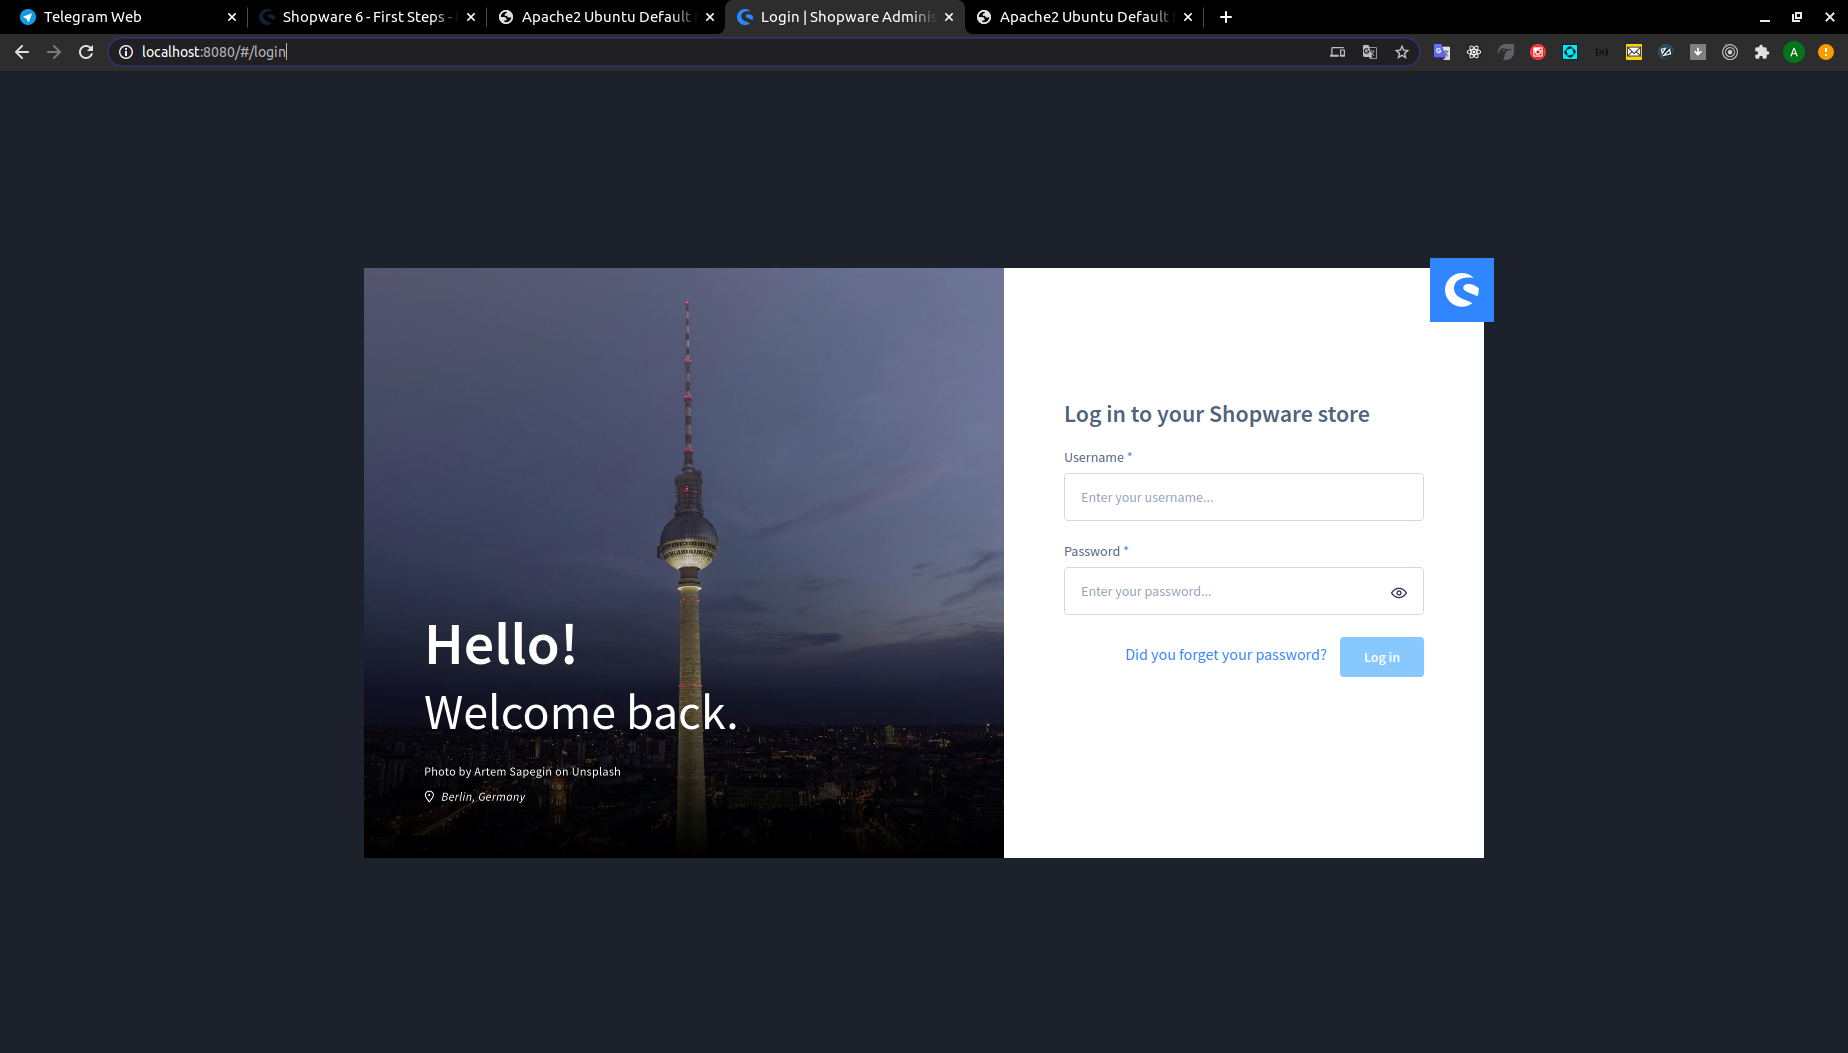 Telegram Web
Shopware 6 - First Steps -
Apache2 Ubuntu Default
Login | Shopware Adminis
Apache2 Ubuntu Default
localhost:8080/#/login
A
Log in to your Shopware store
Username *
Enter your username...
Password *
Enter your password...
Did you forget your password?
Log in
Hello!
Welcome back.
Photo by Artem Sapegin on Unsplash
Berlin, Germany